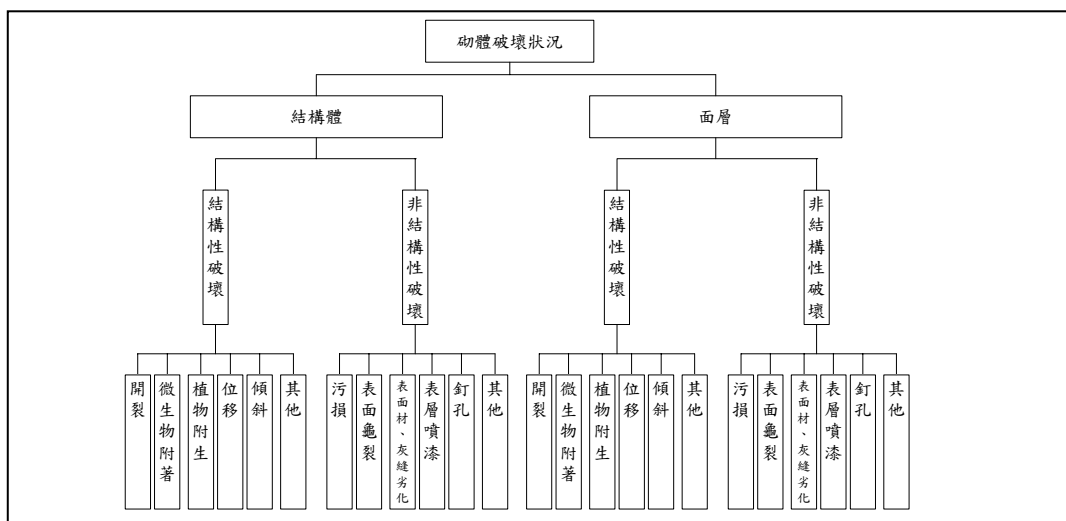 砌體破壞狀況
結構體
面層
結構性破壞
非結構性破壞
結構性破壞
非結構性破壞
開裂
微生物附著
植物附生
位移
傾斜
其他
污損
表面龜裂
表面材、灰縫劣化
表層噴漆
釘孔
其他
開裂
微生物附著
植物附生
位移
傾斜
其他
污損
表面龜裂
表面材、灰縫劣化
表層噴漆
釘孔
其他